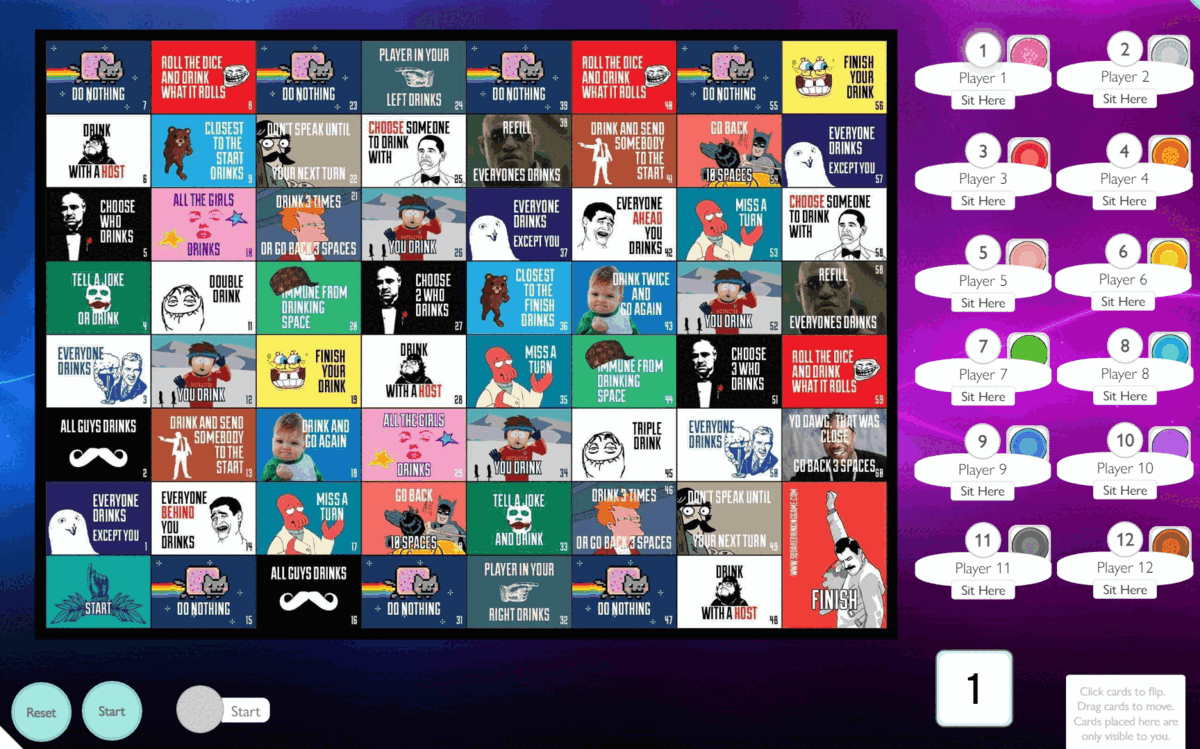 DO NOTHING
7
ROLL THE DICE
AND DRINK
WHAT IT ROLLS
8
DO NOTHING
23
PLAYER IN YOUR
LEFT DRINKS
24
DO NOTHING
39
ROLL THE DICE
AND DRINK
WHAT IT ROLLS
40
DO NOTHING
55
FINISH
YOUR
DRINK
56
DRINK
WITH A HOST
6
CLOSEST
TO THE
START
DRINKS
9
DON'T SPEAK UNTIL
YOUR NEXT TURN
22
CHOOSE SOMEONE
TO DRINK
WITH
25
REFILL
EVERYONES DRINKS
38
DRINK AND SEND
SOMEBODY
TO THE
START
41
GO BACK
10 SPACES
54
EVERYONE
DRINKS
EXCEPT YOU
57
CHOOSE
WHO
DRINKS
5
ALL THE GIRLS
DRINKS
10
DRINK 3 TIMES
OR GO BACK 3 SPACES
21
INSTRUCTOR
YOU DRINK
26
EVERYONE
DRINKS
EXCEPT YOU
37
EVERYONE
AHEAD
YOU
DRINKS
42
MISS A
TURN
53
CHOOSE SOMEONE
TO DRINK
WITH
58
TELL A JOKE
OR DRINK
4
DOUBLE
DRINK
11
IMMUNE FROM
DRINKING
SPACE
20
CHOOSE
2 WHO
DRINKS
27
CLOSEST
TO THE
FINISH
DRINKS
36
DRINK TWICE
AND
GO AGAIN
43
INSTRUCTOR
YOU DRINK
52
REFILL
EVERYONES DRINKS
59
EVERYONE
DRINKS
3
INSTRUCTOR
YOU DRINK
12
FINISH
YOUR
DRINK
19
DRINK
WITH A HOST
28
MISS A
TURN
35
IMMUNE FROM
DRINKING
SPACE
44
CHOOSE
3 WHO
DRINKS
51
ROLL THE DICE
AND DRINK
WHAT IT ROLLS
59
ALL GUYS DRINKS
2
DRINK AND SEND
SOMEBODY
TO THE
START
13
DRINK AND
GO AGAIN
18
ALL THE GIRLS
DRINKS
29
INSTRUCTOR
YOU DRINK
34
TRIPLE
DRINK
45
EVERYONE
DRINKS
50
YO DAWG, THAT WAS
CLOSE
GO BACK 3 SPACES
60
EVERYONE
DRINKS
EXCEPT YOU
1
EVERYONE
BEHIND
YOU
DRINKS
14
MISS A
TURN
17
GO BACK
10 SPACES
30
TELL A JOKE
AND DRINK
33
DRINK 3 TIMES
OR GO BACK 3 SPACES
46
DON'T SPEAK UNTIL
YOUR NEXT TURN
49
WWW.SQUAREDRINKINGGAME.COM
FINISH
START
DO NOTHING
15
ALL GUYS DRINKS
16
DO NOTHING
31
PLAYER IN YOUR
RIGHT DRINKS
32
DO NOTHING
47
DRINK
WITH A HOST
48
1
Player 1
Sit Here
2
Player 2
Sit Here
3
Player 3
Sit Here
4
Player 4
Sit Here
5
Player 5
Sit Here
6
Player 6
Sit Here
7
Player 7
Sit Here
8
Player 8
Sit Here
9
Player 9
Sit Here
10
Player 10
Sit Here
11
Player 11
Sit Here
12
Player 12
Sit Here
Reset
Start
Start
1
Click cards to flip.
Drag cards to move.
Cards placed here are
only visible to you.